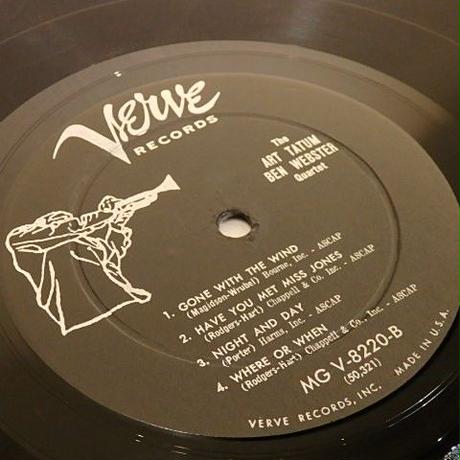 Verve
RECORDS
The
ART TATUM
BEN WEBSTER
Quartet
1. GONE WITH THE WIND
(Magidson-Wrubel) Bourne, Inc. - ASCAP
2. HAVE YOU MET MISS JONES
(Rodgers-Hart) Chappell & Co. Inc. - ASCAP
3. NIGHT AND DAY
(Porter) Harms, Inc. - ASCAP
4. WHERE OR WHEN
(Rodgers-Hart) Chappell & Co., Inc. - ASCAP
MG V-8220-B
(50,321)
VERVE RECORDS, INC. MADE IN U.S.A.